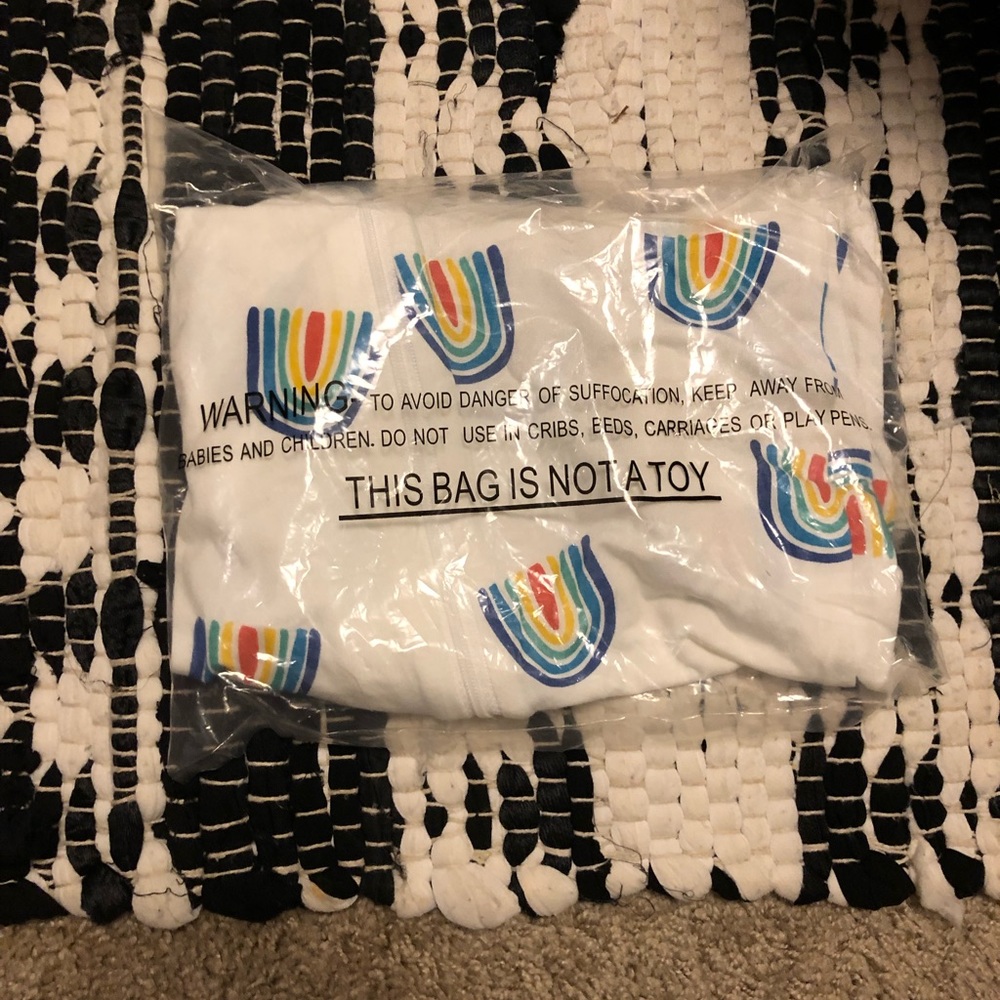 WARNING: TO AVOID DANGER OF SUFFOCATION, KEEP AWAY FROM
BABIES AND CHILDREN. DO NOT USE IN CRIBS, BEDS, CARRIAGES OR PLAY PENS.
THIS BAG IS NOT A TOY